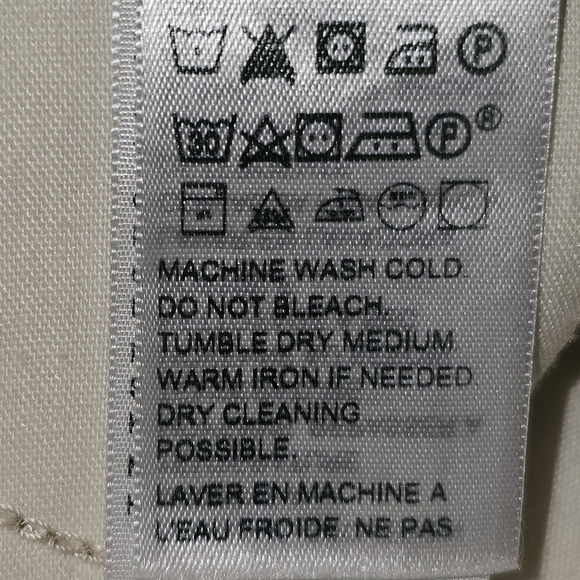 P
30 P®
MACHINE WASH COLD.
DO NOT BLEACH.
TUMBLE DRY MEDIUM
WARM IRON IF NEEDED.
DRY CLEANING
POSSIBLE.
LAVER EN MACHINE A
L'EAU FROIDE. NE PAS